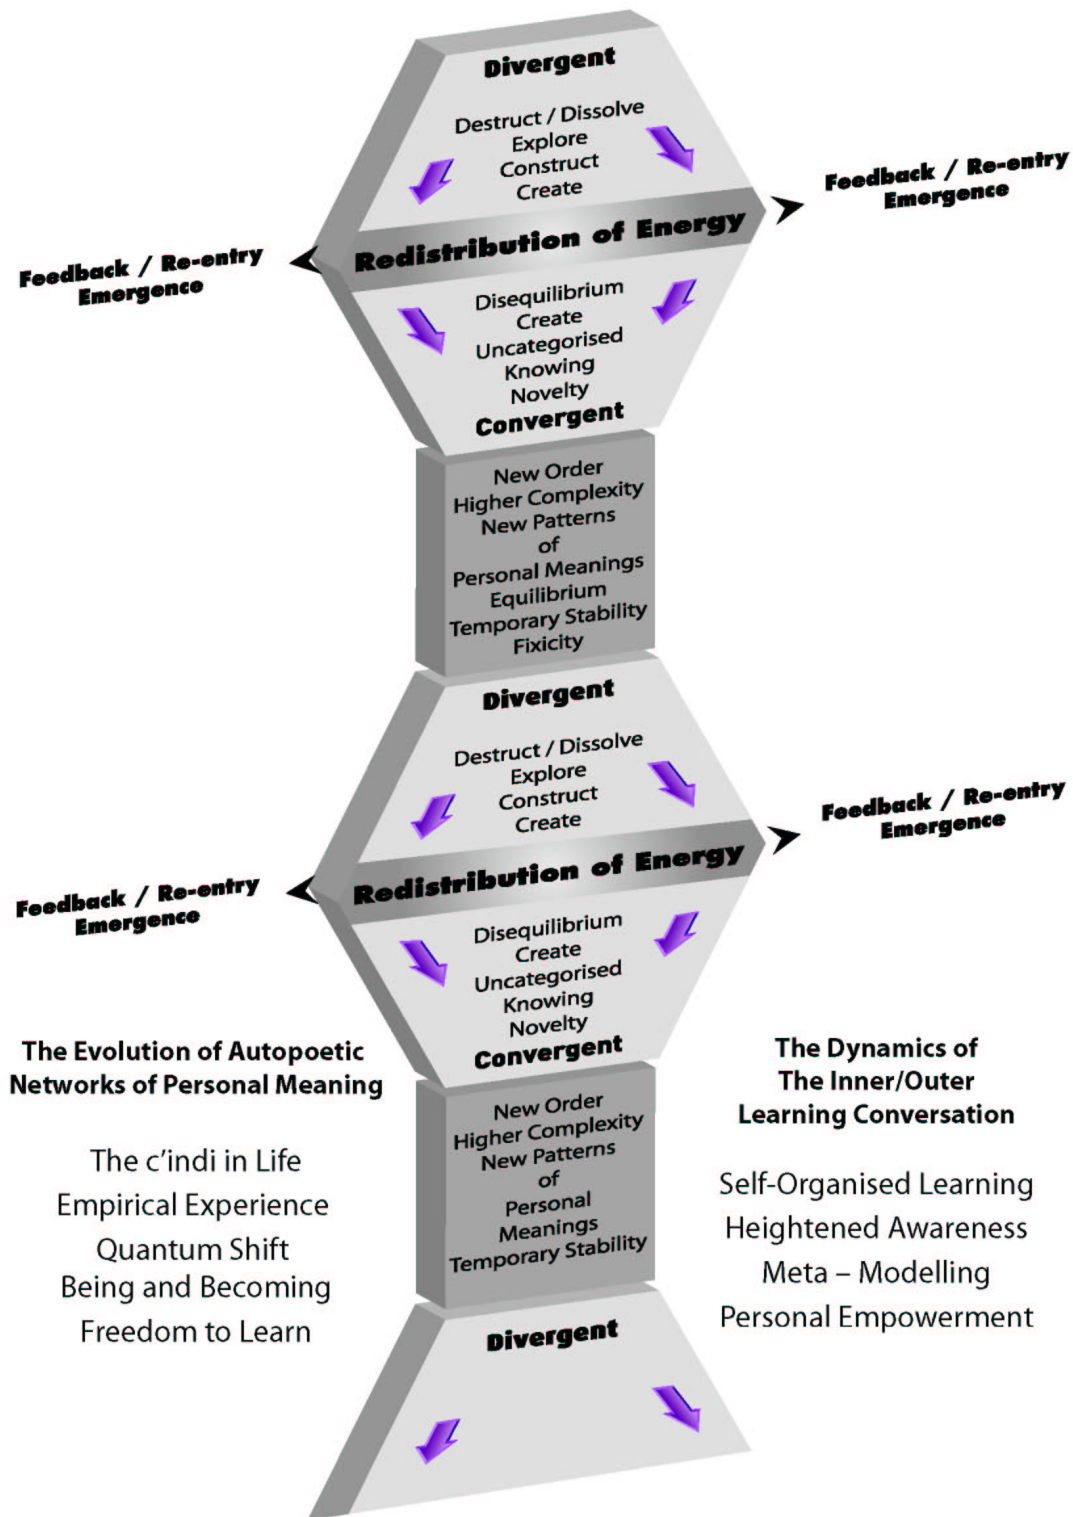 Divergent
Destruct / Dissolve
Explore
Construct
Create
Feedback / Re-entry
Emergence
Redistribution of Energy
Feedback / Re-entry
Emergence
Disequilibrium
Create
Uncategorised
Knowing
Novelty
Convergent
New Order
Higher Complexity
New Patterns
of
Personal Meanings
Equilibrium
Temporary Stability
Fixicity
Divergent
Destruct / Dissolve
Explore
Construct
Create
Feedback / Re-entry
Emergence
Redistribution of Energy
Feedback / Re-entry
Emergence
Disequilibrium
Create
Uncategorised
Knowing
Novelty
Convergent
The Evolution of Autopoetic
Networks of Personal Meaning
The c'indi in Life
Empirical Experience
Quantum Shift
Being and Becoming
Freedom to Learn
New Order
Higher Complexity
New Patterns
of
Personal
Meanings
Temporary Stability
The Dynamics of
The Inner/Outer
Learning Conversation
Self-Organised Learning
Heightened Awareness
Meta – Modelling
Personal Empowerment
Divergent